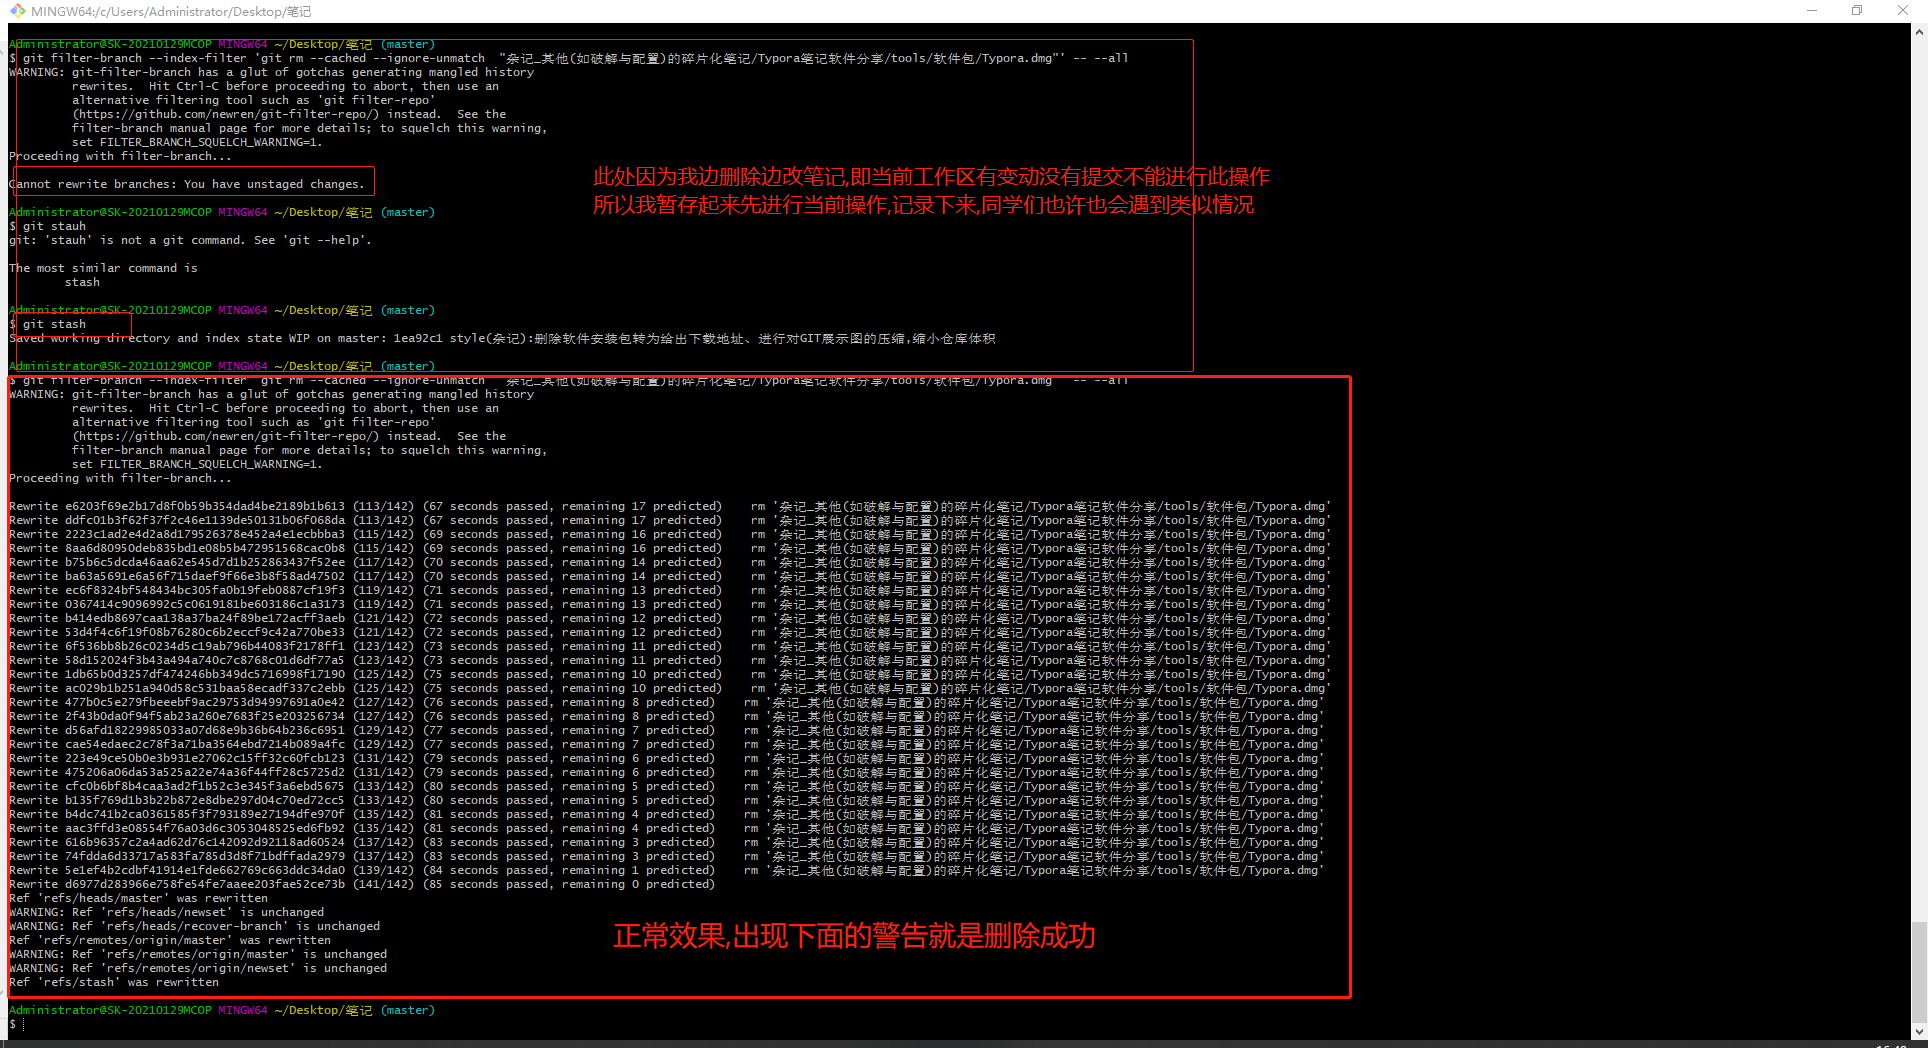 MINGW64:/c/Users/Administrator/Desktop/笔记
Administrator@SK-20210129MCOP MINGW64 ~/Desktop/笔记 (master)
$ git filter-branch --index-filter 'git rm --cached --ignore-unmatch  "杂记_其他(如破解与配置)的碎片化笔记/Typora笔记软件分享/tools/软件包/Typora.dmg"' -- --all
WARNING: git-filter-branch has a glut of gotchas generating mangled history
rewrites.  Hit Ctrl-C before proceeding to abort, then use an
alternative filtering tool such as 'git filter-repo'
(https://github.com/newren/git-filter-repo/) instead.  See the
filter-branch manual page for more details; to squelch this warning,
set FILTER_BRANCH_SQUELCH_WARNING=1.
Proceeding with filter-branch...
Cannot rewrite branches: You have unstaged changes.
此处因为我边删除边改笔记,即当前工作区有变动没有提交不能进行此操作
所以我暂存起来先进行当前操作,记录下来,同学们也许也会遇到类似情况
Administrator@SK-20210129MCOP MINGW64 ~/Desktop/笔记 (master)
$ git stauh
git: 'stauh' is not a git command. See 'git --help'.
The most similar command is
stash
Administrator@SK-20210129MCOP MINGW64 ~/Desktop/笔记 (master)
$ git stash
Saved working directory and index state WIP on master: 1ea92c1 style(杂记):删除软件安装包转为给出下载地址、进行对GIT展示图的压缩,缩小仓库体积
Administrator@SK-20210129MCOP MINGW64 ~/Desktop/笔记 (master)
$ git filter-branch --index-filter 'git rm --cached --ignore-unmatch  "杂记_其他(如破解与配置)的碎片化笔记/Typora笔记软件分享/tools/软件包/Typora.dmg"' -- --all
WARNING: git-filter-branch has a glut of gotchas generating mangled history
rewrites.  Hit Ctrl-C before proceeding to abort, then use an
alternative filtering tool such as 'git filter-repo'
(https://github.com/newren/git-filter-repo/) instead.  See the
filter-branch manual page for more details; to squelch this warning,
set FILTER_BRANCH_SQUELCH_WARNING=1.
Proceeding with filter-branch...
Rewrite e6203f69e2b17d8f0b59b354dad4be2189b1b613 (113/142) (67 seconds passed, remaining 17 predicted)    rm '杂记_其他(如破解与配置)的碎片化笔记/Typora笔记软件分享/tools/软件包/Typora.dmg'
Rewrite ddfc01b3f62f37f2c46e1139de50131b06f068da (113/142) (67 seconds passed, remaining 17 predicted)    rm '杂记_其他(如破解与配置)的碎片化笔记/Typora笔记软件分享/tools/软件包/Typora.dmg'
Rewrite 2223c1ad2e4d2a8d179526378e452a4e1ecbbba3 (115/142) (69 seconds passed, remaining 16 predicted)    rm '杂记_其他(如破解与配置)的碎片化笔记/Typora笔记软件分享/tools/软件包/Typora.dmg'
Rewrite 8aa6d80950deb835bd1e08b5b472951568cac0b8 (115/142) (69 seconds passed, remaining 16 predicted)    rm '杂记_其他(如破解与配置)的碎片化笔记/Typora笔记软件分享/tools/软件包/Typora.dmg'
Rewrite b75b6c5dcda46aa62e545d7d1b252863437f52ee (117/142) (70 seconds passed, remaining 14 predicted)    rm '杂记_其他(如破解与配置)的碎片化笔记/Typora笔记软件分享/tools/软件包/Typora.dmg'
Rewrite ba63a5691e6a56f715daef9f66e3b8f58ad47502 (117/142) (70 seconds passed, remaining 14 predicted)    rm '杂记_其他(如破解与配置)的碎片化笔记/Typora笔记软件分享/tools/软件包/Typora.dmg'
Rewrite ec6f8324bf548434bc305fa0b19feb0887cf19f3 (119/142) (71 seconds passed, remaining 13 predicted)    rm '杂记_其他(如破解与配置)的碎片化笔记/Typora笔记软件分享/tools/软件包/Typora.dmg'
Rewrite 0367414c9096992c5c0619181be603186c1a3173 (119/142) (71 seconds passed, remaining 13 predicted)    rm '杂记_其他(如破解与配置)的碎片化笔记/Typora笔记软件分享/tools/软件包/Typora.dmg'
Rewrite b414edb8697caa138a37ba24f89be172acff3aeb (121/142) (72 seconds passed, remaining 12 predicted)    rm '杂记_其他(如破解与配置)的碎片化笔记/Typora笔记软件分享/tools/软件包/Typora.dmg'
Rewrite 53d4f4c6f19f08b76280c6b2eccf9c42a770be33 (121/142) (72 seconds passed, remaining 12 predicted)    rm '杂记_其他(如破解与配置)的碎片化笔记/Typora笔记软件分享/tools/软件包/Typora.dmg'
Rewrite 6f536bb8b26c0234d5c19ab796b44083f2178ff1 (123/142) (73 seconds passed, remaining 11 predicted)    rm '杂记_其他(如破解与配置)的碎片化笔记/Typora笔记软件分享/tools/软件包/Typora.dmg'
Rewrite 58d152024f3b43a494a740c7c8768c01d6df77a5 (123/142) (73 seconds passed, remaining 11 predicted)    rm '杂记_其他(如破解与配置)的碎片化笔记/Typora笔记软件分享/tools/软件包/Typora.dmg'
Rewrite 1db65b0d3257df474246bb349dc5716998f17190 (125/142) (75 seconds passed, remaining 10 predicted)    rm '杂记_其他(如破解与配置)的碎片化笔记/Typora笔记软件分享/tools/软件包/Typora.dmg'
Rewrite ac029b1b251a940d58c531baa58ecadf337c2ebb (125/142) (75 seconds passed, remaining 10 predicted)    rm '杂记_其他(如破解与配置)的碎片化笔记/Typora笔记软件分享/tools/软件包/Typora.dmg'
Rewrite 477b0c5e279fbeeebf9ac29753d94997691a0e42 (127/142) (76 seconds passed, remaining 8 predicted)    rm '杂记_其他(如破解与配置)的碎片化笔记/Typora笔记软件分享/tools/软件包/Typora.dmg'
Rewrite 2f43b0da0f94f5ab23a260e7683f25e203256734 (127/142) (76 seconds passed, remaining 8 predicted)    rm '杂记_其他(如破解与配置)的碎片化笔记/Typora笔记软件分享/tools/软件包/Typora.dmg'
Rewrite d56afd18229985033a07d68e9b36b64b236c6951 (129/142) (77 seconds passed, remaining 7 predicted)    rm '杂记_其他(如破解与配置)的碎片化笔记/Typora笔记软件分享/tools/软件包/Typora.dmg'
Rewrite cae54edaec2c78f3a71ba3564ebd7214b089a4fc (129/142) (77 seconds passed, remaining 7 predicted)    rm '杂记_其他(如破解与配置)的碎片化笔记/Typora笔记软件分享/tools/软件包/Typora.dmg'
Rewrite 223e49ce50b0e3b931e27062c15ff32c60fcb123 (131/142) (79 seconds passed, remaining 6 predicted)    rm '杂记_其他(如破解与配置)的碎片化笔记/Typora笔记软件分享/tools/软件包/Typora.dmg'
Rewrite 475206a06da53a525a22e74a36f44ff28c5725d2 (131/142) (79 seconds passed, remaining 6 predicted)    rm '杂记_其他(如破解与配置)的碎片化笔记/Typora笔记软件分享/tools/软件包/Typora.dmg'
Rewrite cfc0b6bf8b4caa3ad2f1b52c3e345f3a6ebd5675 (133/142) (80 seconds passed, remaining 5 predicted)    rm '杂记_其他(如破解与配置)的碎片化笔记/Typora笔记软件分享/tools/软件包/Typora.dmg'
Rewrite b135f769d1b3b22b872e8dbe297d04c70ed72cc5 (133/142) (80 seconds passed, remaining 5 predicted)    rm '杂记_其他(如破解与配置)的碎片化笔记/Typora笔记软件分享/tools/软件包/Typora.dmg'
Rewrite b4dc741b2ca0361585f3f793189e27194dfe970f (135/142) (81 seconds passed, remaining 4 predicted)    rm '杂记_其他(如破解与配置)的碎片化笔记/Typora笔记软件分享/tools/软件包/Typora.dmg'
Rewrite aac3ffd3e08554f76a03d6c3053048525ed6fb92 (135/142) (81 seconds passed, remaining 4 predicted)    rm '杂记_其他(如破解与配置)的碎片化笔记/Typora笔记软件分享/tools/软件包/Typora.dmg'
Rewrite 616b96357c2a4ad62d76c142092d92118ad60524 (137/142) (83 seconds passed, remaining 3 predicted)    rm '杂记_其他(如破解与配置)的碎片化笔记/Typora笔记软件分享/tools/软件包/Typora.dmg'
Rewrite 74fdda6d33717a583fa785d3d8f71bdffada2979 (137/142) (83 seconds passed, remaining 3 predicted)    rm '杂记_其他(如破解与配置)的碎片化笔记/Typora笔记软件分享/tools/软件包/Typora.dmg'
Rewrite 5e1ef4b2cdbf41914e1fde662769c663ddc34da0 (139/142) (84 seconds passed, remaining 1 predicted)    rm '杂记_其他(如破解与配置)的碎片化笔记/Typora笔记软件分享/tools/软件包/Typora.dmg'
Rewrite d6977d283966e758fe54fe7aaee203fae52ce73b (141/142) (85 seconds passed, remaining 0 predicted)
Ref 'refs/heads/master' was rewritten
WARNING: Ref 'refs/heads/newset' is unchanged
WARNING: Ref 'refs/heads/recover-branch' is unchanged
Ref 'refs/remotes/origin/master' was rewritten
WARNING: Ref 'refs/remotes/origin/master' is unchanged
WARNING: Ref 'refs/remotes/origin/newset' is unchanged
Ref 'refs/stash' was rewritten
正常效果,出现下面的警告就是删除成功
Administrator@SK-20210129MCOP MINGW64 ~/Desktop/笔记 (master)
$